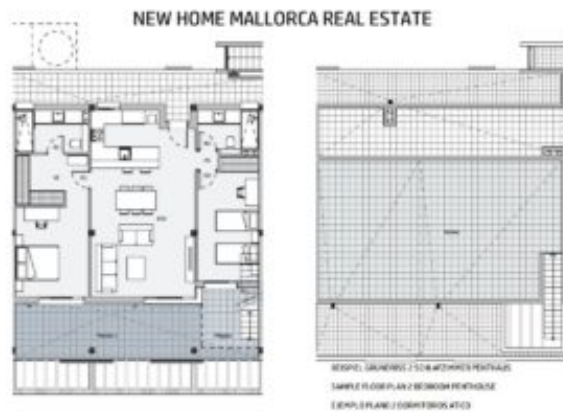 NEW HOME MALLORCA REAL ESTATE
BEISPIEL GRUNDRISS 2 SCHLAFZIMMER PENTHAUS
SAMPLE FLOOR PLAN 2 BEDROOM PENTHOUSE
EJEMPLO PLANO 2 DORMITORIOS ATICO